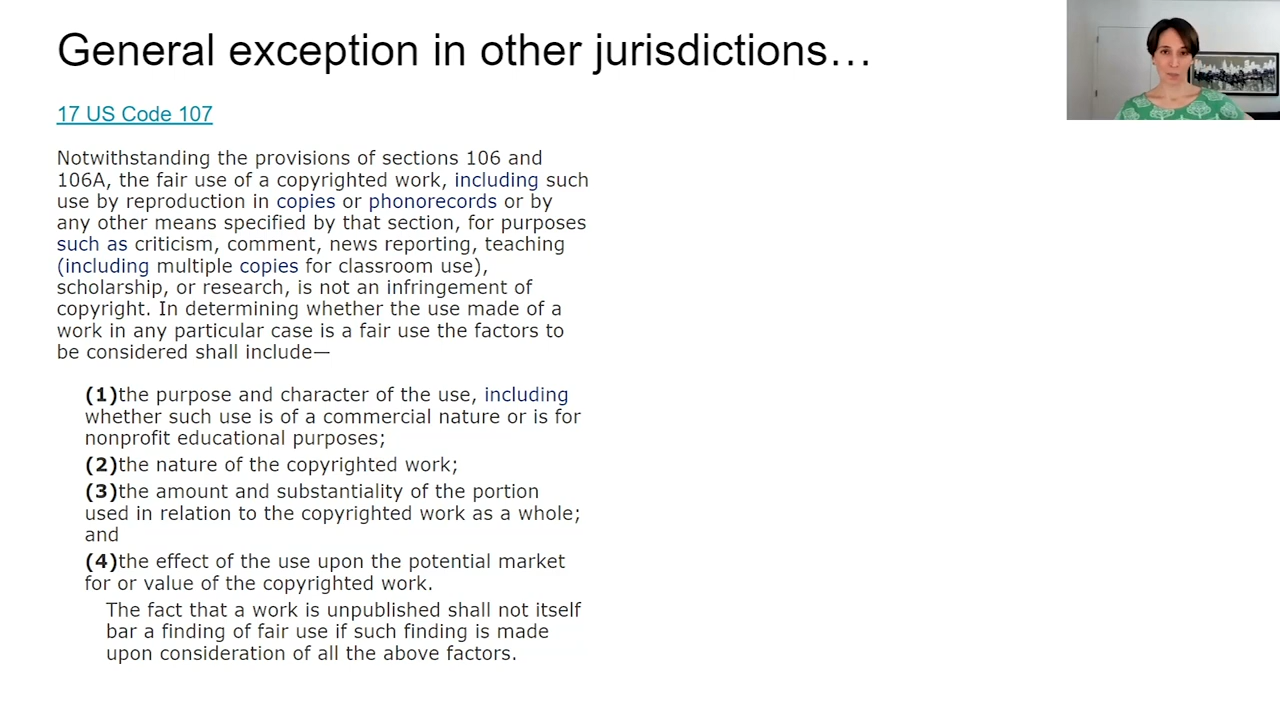 General exception in other jurisdictions…
17 US Code 107
Notwithstanding the provisions of sections 106 and
106A, the fair use of a copyrighted work, including such
use by reproduction in copies or phonorecords or by
any other means specified by that section, for purposes
such as criticism, comment, news reporting, teaching
(including multiple copies for classroom use),
scholarship, or research, is not an infringement of
copyright. In determining whether the use made of a
work in any particular case is a fair use the factors to
be considered shall include—
(1)the purpose and character of the use, including
whether such use is of a commercial nature or is for
nonprofit educational purposes;
(2)the nature of the copyrighted work;
(3)the amount and substantiality of the portion
used in relation to the copyrighted work as a whole;
and
(4)the effect of the use upon the potential market
for or value of the copyrighted work.
The fact that a work is unpublished shall not itself
bar a finding of fair use if such finding is made
upon consideration of all the above factors.